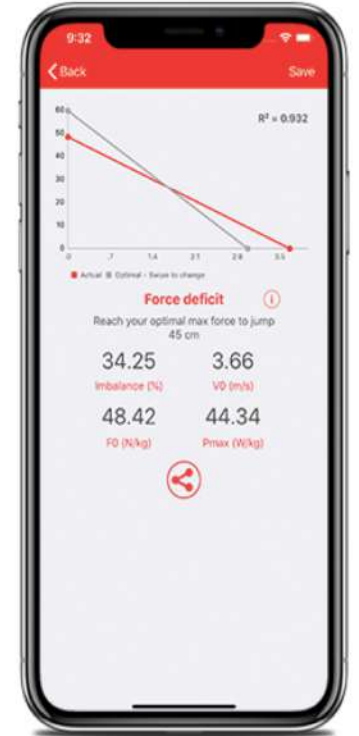 9:32
Back
Save
R² = 0.932
60
50
40
30
20
10
0
0 .7 1.4 2.1 2.8 3.5
Actual Optimal - Swipe to change
Force deficit i
Reach your optimal max force to jump
45 cm
34.25 3.66
Imbalance (%) V0 (m/s)
48.42 44.34
F0 (N/kg) Pmax (W/kg)